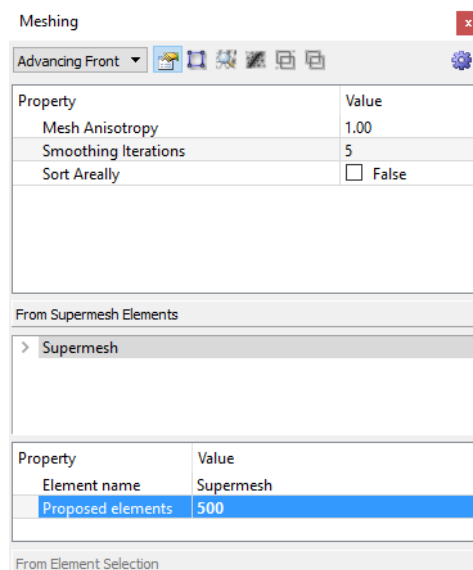 Meshing
x
Advancing Front
Property Value
Mesh Anisotropy 1.00
Smoothing Iterations 5
Sort Areally False
From Supermesh Elements
Supermesh
Property Value
Element name Supermesh
Proposed elements 500
From Element Selection